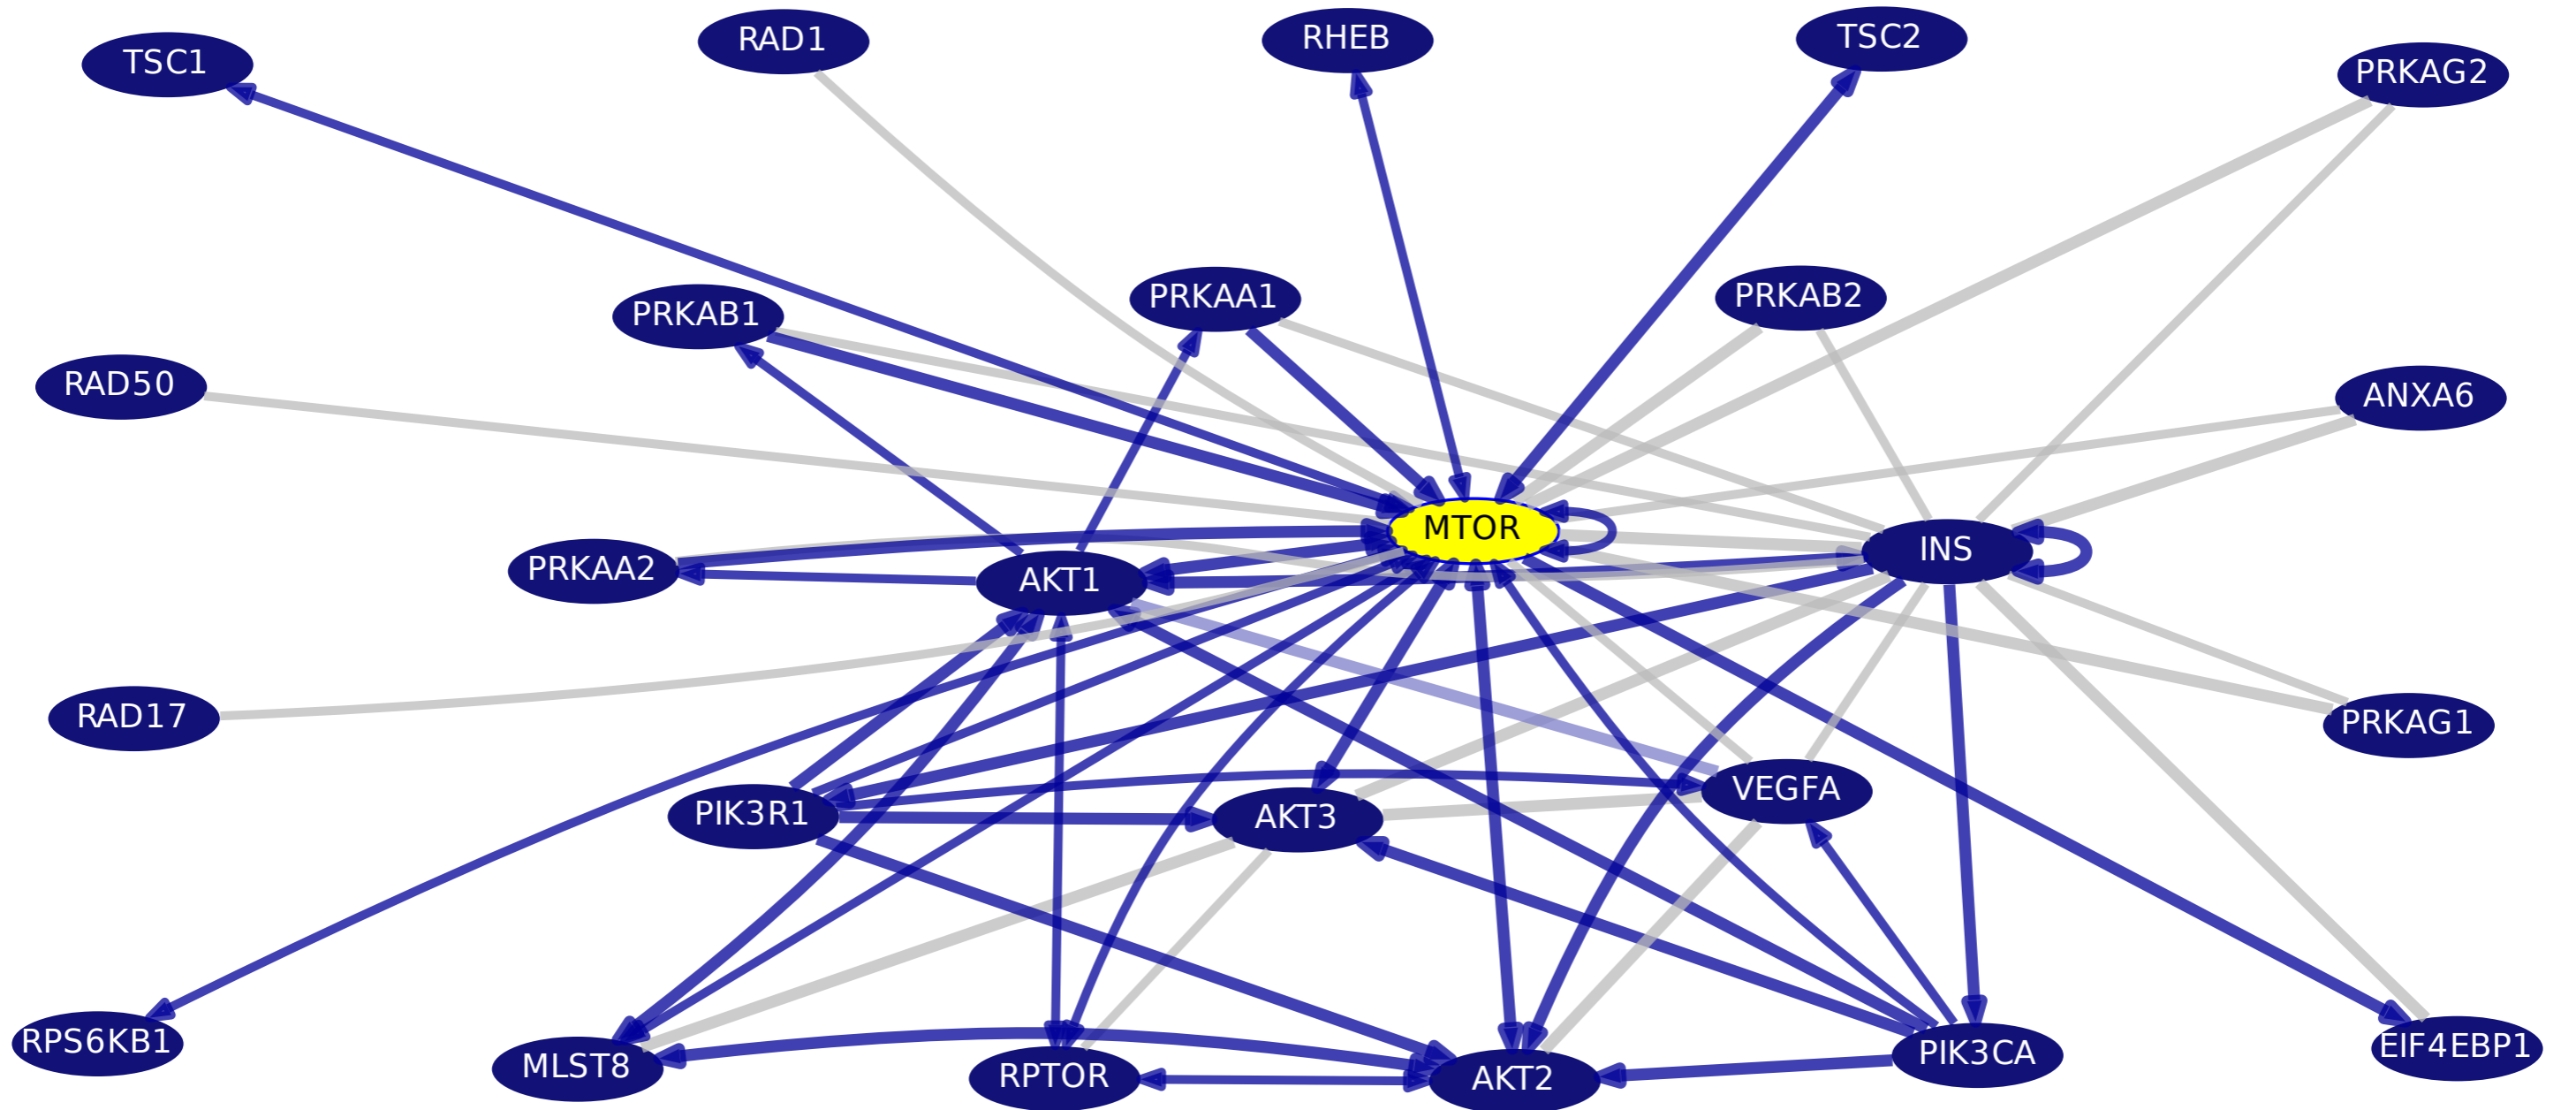 TSC1
RAD1
RHEB
TSC2
PRKAG2
PRKAB1
PRKAA1
PRKAB2
RAD50
ANXA6
MTOR
INS
PRKAA2
AKT1
RAD17
PRKAG1
PIK3R1
AKT3
VEGFA
RPS6KB1
MLST8
RPTOR
AKT2
PIK3CA
EIF4EBP1